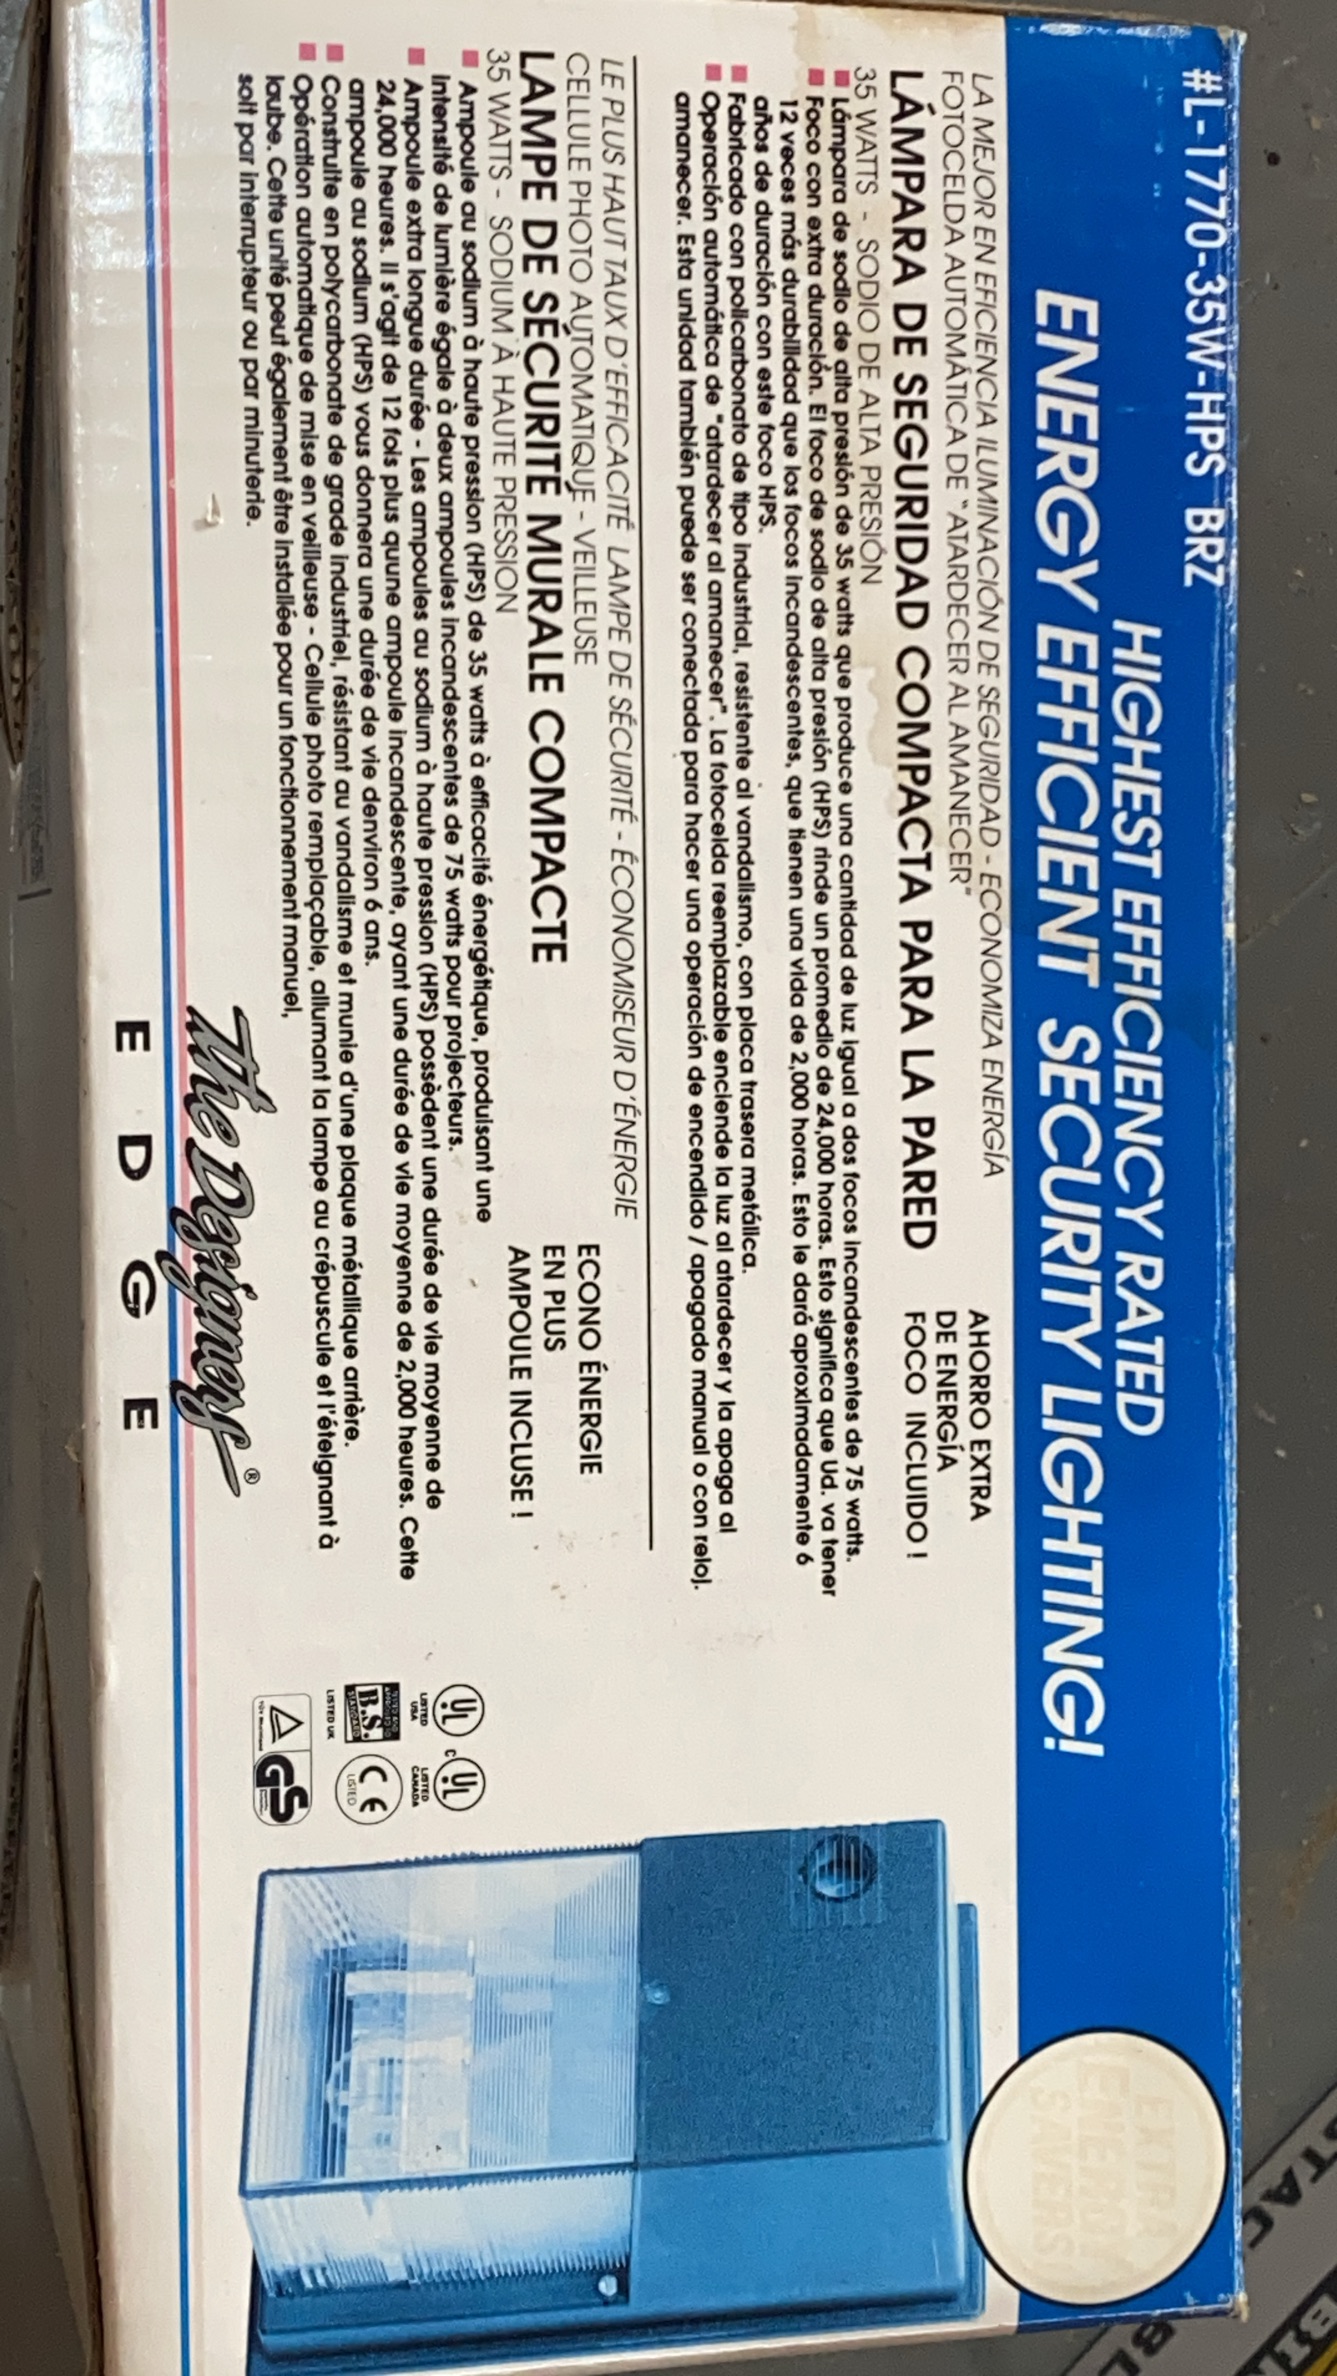 #L-1770-35W-HPS BRZ
HIGHEST EFFICIENCY RATED
ENERGY EFFICIENT SECURITY LIGHTING!
EXTRA
ENERGY
SAVERS
LA MEJOR EN EFICIENCIA ILUMINACIÓN DE SEGURIDAD - ECONOMIZA ENERGÍA
FOTOCELDA AUTOMÁTICA DE "ATARDECER AL AMANECER"
LÁMPARA DE SEGURIDAD COMPACTA PARA LA PARED
35 WATTS - SODIO DE ALTA PRESIÓN
AHORRO EXTRA
DE ENERGÍA
FOCO INCLUIDO!
Lámpara de sodio de alta presión de 35 watts que produce una cantidad de luz igual a dos focos incandescentes de 75 watts.
Foco con extra duración. El foco de sodio de alta presión (HPS) rinde un promedio de 24,000 horas. Esto significa que Ud. va tener
12 veces más durabilidad que los focos incandescentes, que tienen una vida de 2,000 horas. Esto le dará aproximadamente 6
años de duración con este foco HPS.
Fabricado con policarbonato de tipo industrial, resistente al vandalismo, con placa trasera metálica.
Operación automática de "atardecer al amanecer". La fotocelda reemplazable enciende la luz al atardecer y la apaga al
amanecer. Esta unidad también puede ser conectada para hacer una operación de encendido / apagado manual o con reloj.
LE PLUS HAUT TAUX D'EFFICACITÉ LAMPE DE SÉCURITÉ - ÉCONOMISEUR D'ÉNERGIE
CELLULE PHOTO AUTOMATIQUE - VEILLEUSE
LAMPE DE SÉCURITÉ MURALE COMPACTE
35 WATTS - SODIUM À HAUTE PRESSION
ECONO ÉNERGIE
EN PLUS
AMPOULE INCLUSE !
Ampoule au sodium à haute pression (HPS) de 35 watts à efficacité énergétique, produisant une
intensité de lumière égale à deux ampoules incandescentes de 75 watts pour projecteurs.
Ampoule extra longue durée - Les ampoules au sodium à haute pression (HPS) possèdent une durée de vie moyenne de
24,000 heures. Il s'agit de 12 fois plus quune ampoule incandescente, ayant une durée de vie moyenne de 2,000 heures. Cette
ampoule au sodium (HPS) vous donnera une durée de vie denviron 6 ans.
Construite en polycarbonate de grade industriel, résistant au vandalisme et munie d'une plaque métallique arrière.
Opération automatique de mise en veilleuse - Cellule photo remplaçable, allumant la lampe au crépuscule et l'éteignant à
laube. Cette unité peut également être installée pour un fonctionnement manuel,
soit par interrupteur ou par minuterie.
UL
LISTED
USA
c UL
LISTED
CANADA
B.S.
LISTED UK
CE
LISTED
GS
The Designers®
EDGE